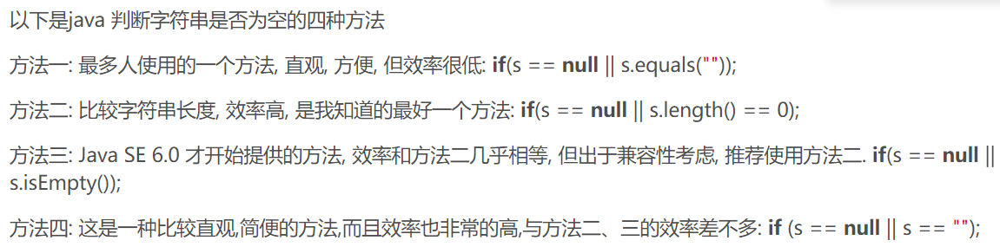 以下是java 判断字符串是否为空的四种方法
方法一: 最多人使用的一个方法, 直观, 方便, 但效率很低: if(s == null || s.equals(""));
方法二: 比较字符串长度, 效率高, 是我知道的最好一个方法: if(s == null || s.length() == 0);
方法三: Java SE 6.0 才开始提供的方法, 效率和方法二几乎相等, 但出于兼容性考虑, 推荐使用方法二. if(s == null ||
s.isEmpty());
方法四: 这是一种比较直观,简便的方法,而且效率也非常的高,与方法二、三的效率差不多: if (s == null || s == "");